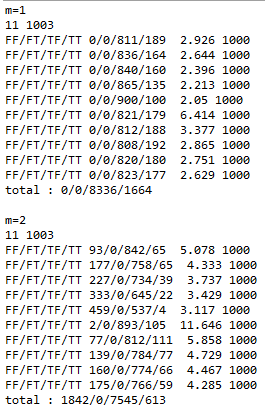 m=1
11 1003
FF/FT/TF/TT 0/0/811/189 2.926 1000
FF/FT/TF/TT 0/0/836/164 2.644 1000
FF/FT/TF/TT 0/0/840/160 2.396 1000
FF/FT/TF/TT 0/0/865/135 2.213 1000
FF/FT/TF/TT 0/0/900/100 2.05 1000
FF/FT/TF/TT 0/0/821/179 6.414 1000
FF/FT/TF/TT 0/0/812/188 3.377 1000
FF/FT/TF/TT 0/0/808/192 2.865 1000
FF/FT/TF/TT 0/0/820/180 2.751 1000
FF/FT/TF/TT 0/0/823/177 2.629 1000
total : 0/0/8336/1664
m=2
11 1003
FF/FT/TF/TT 93/0/842/65 5.078 1000
FF/FT/TF/TT 177/0/758/65 4.333 1000
FF/FT/TF/TT 227/0/734/39 3.737 1000
FF/FT/TF/TT 333/0/645/22 3.429 1000
FF/FT/TF/TT 459/0/537/4 3.117 1000
FF/FT/TF/TT 2/0/893/105 11.646 1000
FF/FT/TF/TT 77/0/812/111 5.858 1000
FF/FT/TF/TT 139/0/784/77 4.729 1000
FF/FT/TF/TT 160/0/774/66 4.467 1000
FF/FT/TF/TT 175/0/766/59 4.285 1000
total : 1842/0/7545/613